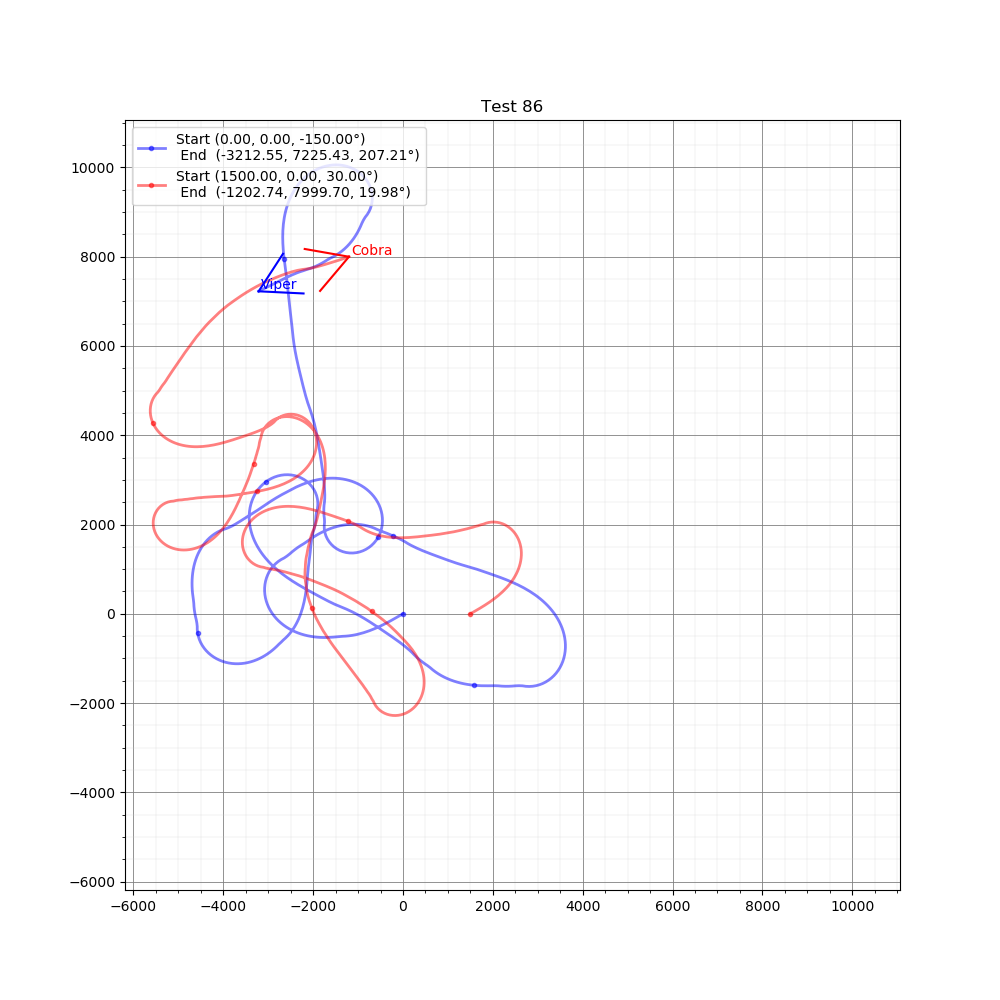 Test 86
Start (0.00, 0.00, -150.00°)
End (-3212.55, 7225.43, 207.21°)
Start (1500.00, 0.00, 30.00°)
End (-1202.74, 7999.70, 19.98°)
Cobra
Viper
10000
8000
6000
4000
2000
0
−2000
−4000
−6000
−6000 −4000 −2000 0 2000 4000 6000 8000 10000